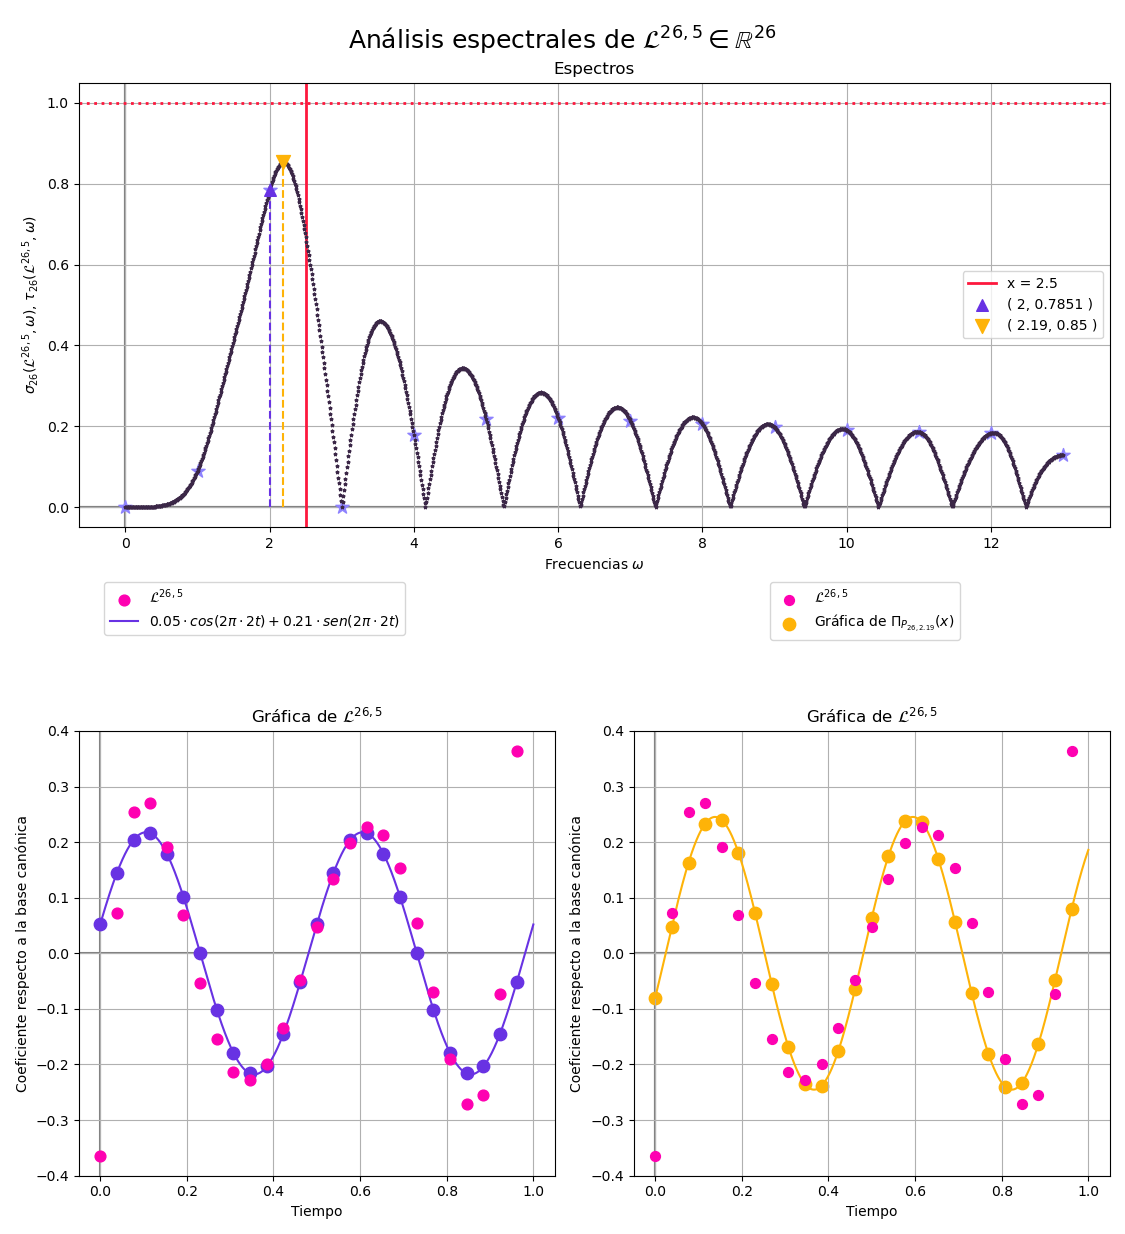 Análisis espectrales de 𝓛^{26,5} ∈ ℝ^{26}
Espectros
1.0
0.8
0.6
0.4
0.2
0.0
σ_{26}(𝓛^{26,5}, ω), τ_{26}(𝓛^{26,5}, ω)
x = 2.5
( 2, 0.7851 )
( 2.19, 0.85 )
0 2 4 6 8 10 12
Frecuencias ω
𝓛^{26,5}
0.05 · cos(2π · 2t) + 0.21 · sen(2π · 2t)
𝓛^{26,5}
Gráfica de Π_{P_{26,2.19}}(x)
Gráfica de 𝓛^{26,5}
0.4
0.3
0.2
0.1
0.0
−0.1
−0.2
−0.3
−0.4
Coeficiente respecto a la base canónica
0.0 0.2 0.4 0.6 0.8 1.0
Tiempo
Gráfica de 𝓛^{26,5}
0.4
0.3
0.2
0.1
0.0
−0.1
−0.2
−0.3
−0.4
Coeficiente respecto a la base canónica
0.0 0.2 0.4 0.6 0.8 1.0
Tiempo